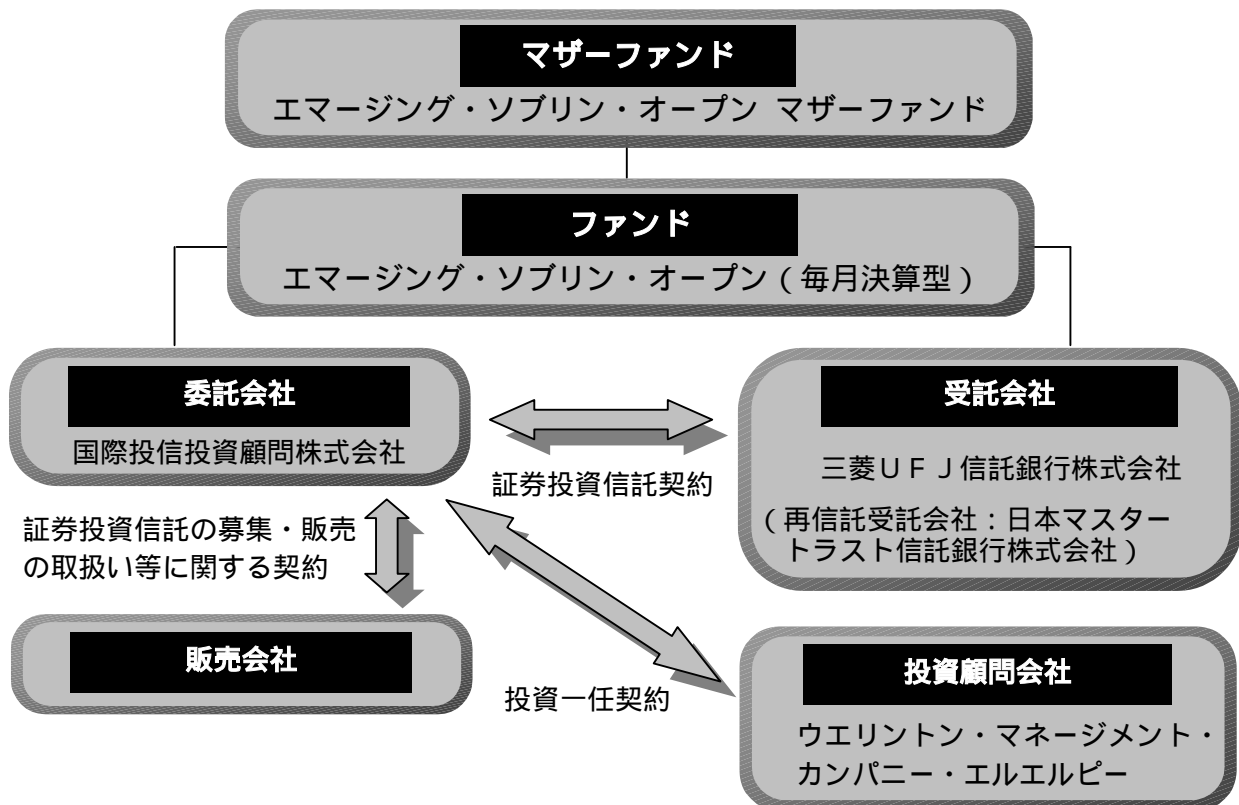 マザーファンド
エマージング・ソブリン・オープン マザーファンド
ファンド
エマージング・ソブリン・オープン（毎月決算型）
委託会社
国際投信投資顧問株式会社
受託会社
三菱ＵＦＪ信託銀行株式会社
（再信託受託会社：日本マスター
トラスト信託銀行株式会社）
証券投資信託契約
証券投資信託の募集・販売
の取扱い等に関する契約
販売会社
投資一任契約
投資顧問会社
ウエリントン・マネージメント・
カンパニー・エルエルピー